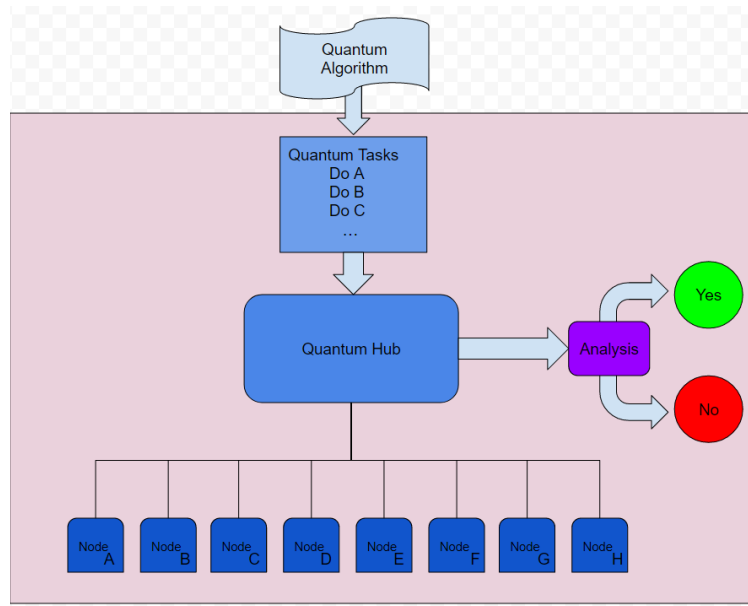 Quantum
Algorithm
Quantum Tasks
Do A
Do B
Do C
...
Quantum Hub
Analysis
Yes
No
Node A
Node B
Node C
Node D
Node E
Node F
Node G
Node H